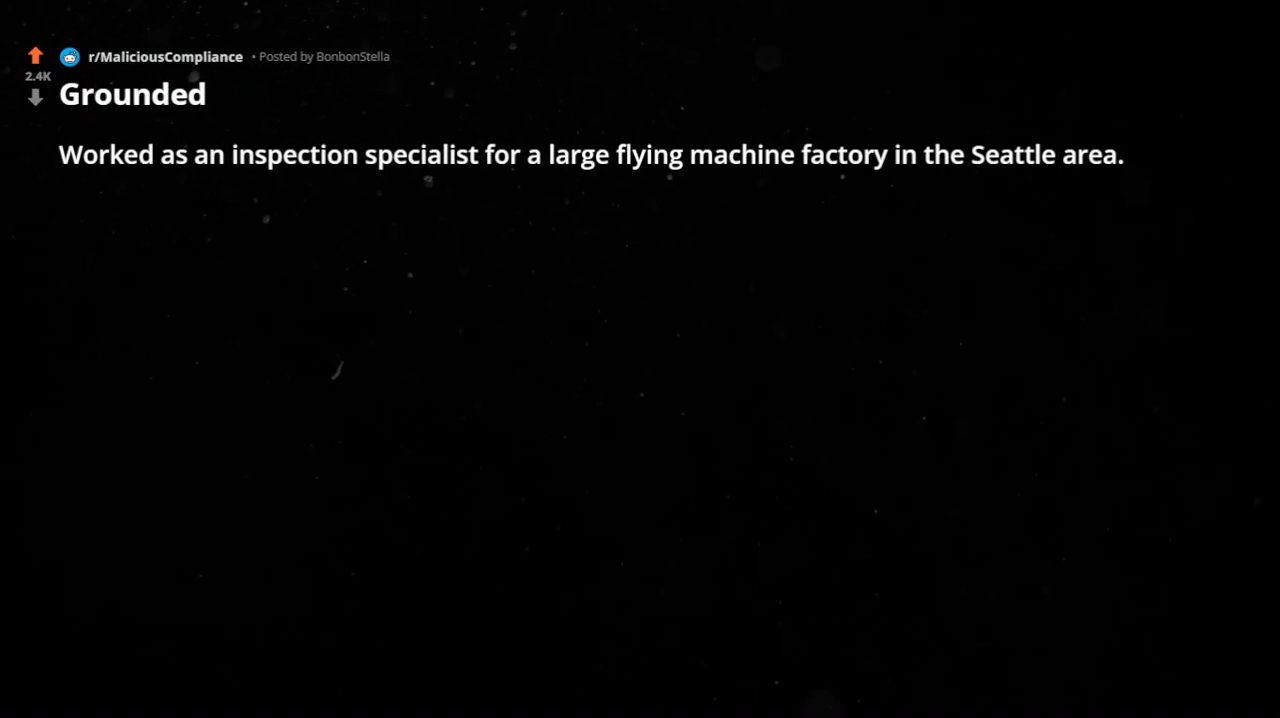 r/MaliciousCompliance • Posted by BonbonStella
2.4K
Grounded
Worked as an inspection specialist for a large flying machine factory in the Seattle area.